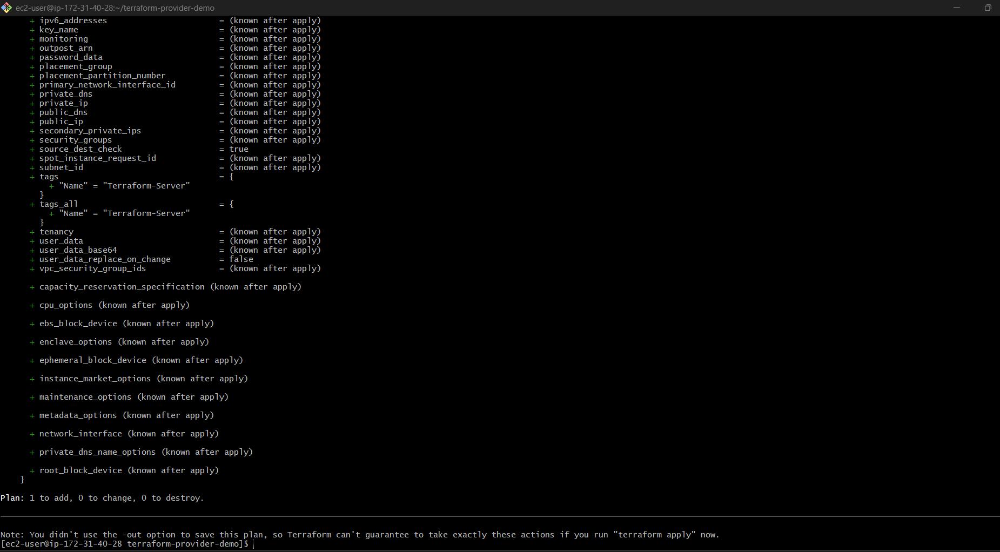 ec2-user@ip-172-31-40-28:~/terraform-provider-demo
+ ipv6_addresses = (known after apply)
+ key_name = (known after apply)
+ monitoring = (known after apply)
+ outpost_arn = (known after apply)
+ password_data = (known after apply)
+ placement_group = (known after apply)
+ placement_partition_number = (known after apply)
+ primary_network_interface_id = (known after apply)
+ private_dns = (known after apply)
+ private_ip = (known after apply)
+ public_dns = (known after apply)
+ public_ip = (known after apply)
+ secondary_private_ips = (known after apply)
+ security_groups = (known after apply)
+ source_dest_check = true
+ spot_instance_request_id = (known after apply)
+ subnet_id = (known after apply)
+ tags = {
+ "Name" = "Terraform-Server"
}
+ tags_all = {
+ "Name" = "Terraform-Server"
}
+ tenancy = (known after apply)
+ user_data = (known after apply)
+ user_data_base64 = (known after apply)
+ user_data_replace_on_change = false
+ vpc_security_group_ids = (known after apply)
+ capacity_reservation_specification (known after apply)
+ cpu_options (known after apply)
+ ebs_block_device (known after apply)
+ enclave_options (known after apply)
+ ephemeral_block_device (known after apply)
+ instance_market_options (known after apply)
+ maintenance_options (known after apply)
+ metadata_options (known after apply)
+ network_interface (known after apply)
+ private_dns_name_options (known after apply)
+ root_block_device (known after apply)
}
Plan: 1 to add, 0 to change, 0 to destroy.
Note: You didn't use the -out option to save this plan, so Terraform can't guarantee to take exactly these actions if you run "terraform apply" now.
[ec2-user@ip-172-31-40-28 terraform-provider-demo]$